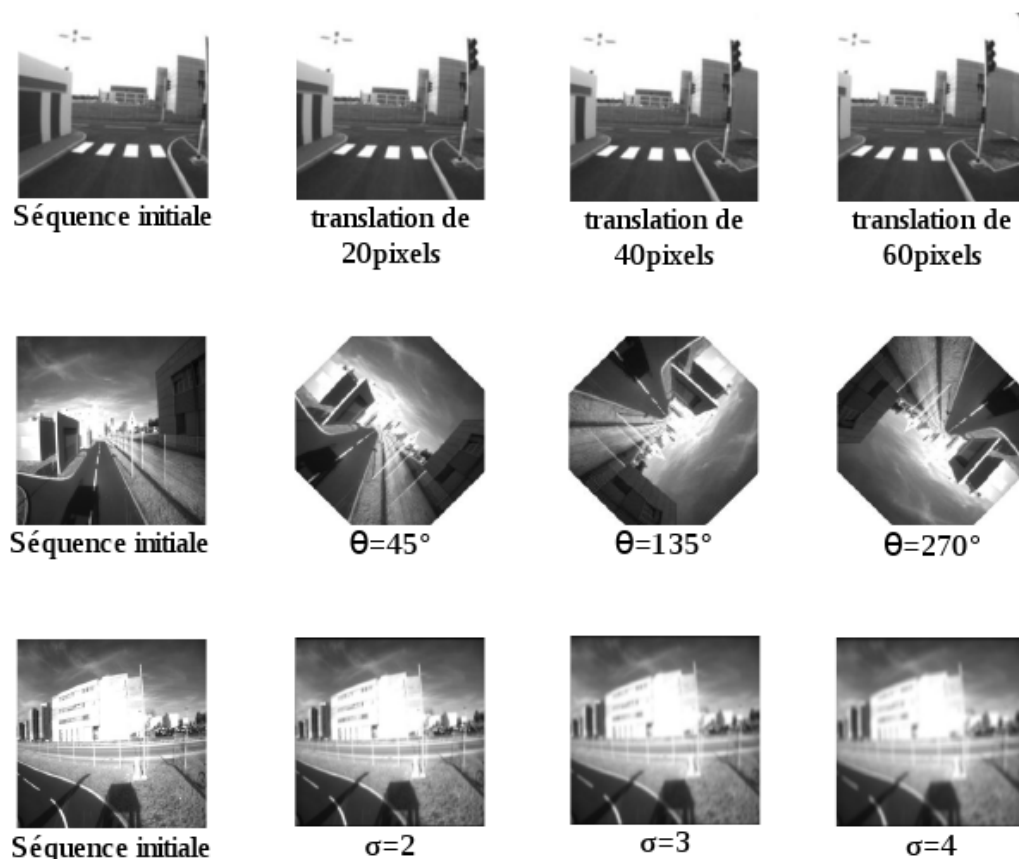 Séquence initiale
translation de
20pixels
translation de
40pixels
translation de
60pixels
Séquence initiale
Θ=45°
Θ=135°
Θ=270°
Séquence initiale
σ=2
σ=3
σ=4